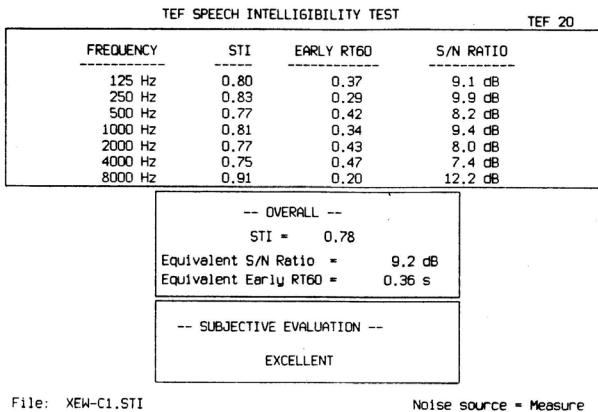 TEF SPEECH INTELLIGIBILITY TEST TEF 20
FREQUENCY STI EARLY RT60 S/N RATIO
----------- ----- ------------ -----------
125 Hz 0.80 0.37 9.1 dB
250 Hz 0.83 0.29 9.9 dB
500 Hz 0.77 0.42 8.2 dB
1000 Hz 0.81 0.34 9.4 dB
2000 Hz 0.77 0.43 8.0 dB
4000 Hz 0.75 0.47 7.4 dB
8000 Hz 0.91 0.20 12.2 dB
-- OVERALL --
STI = 0.78
Equivalent S/N Ratio = 9.2 dB
Equivalent Early RT60 = 0.36 s
-- SUBJECTIVE EVALUATION --
EXCELLENT
File: XEW-C1.STI Noise source = Measure